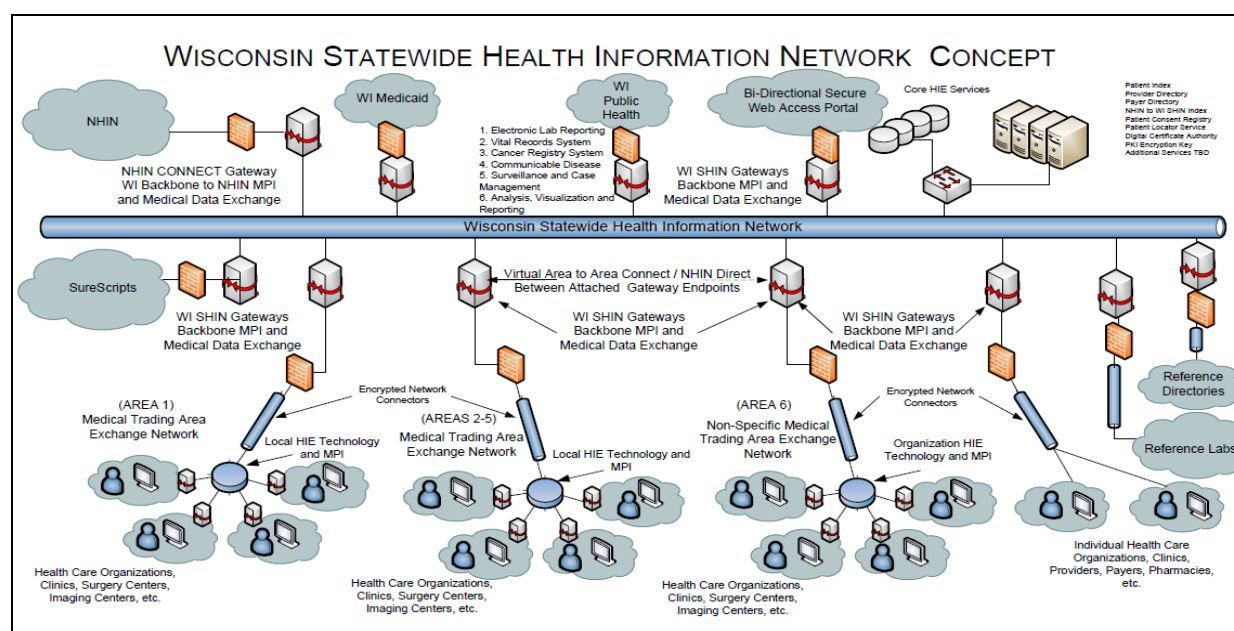 WISCONSIN STATEWIDE HEALTH INFORMATION NETWORK CONCEPT
NHIN
WI Medicaid
WI
Public
Health
Bi-Directional Secure
Web Access Portal
Core HIE Services
Patient Index
Provider Directory
Payer Directory
NHIN to WI SHIN Index
Patient Consent Registry
Patient Locator Service
Digital Certificate Authority
PKI Encryption Key
Additional Services TBD
NHIN CONNECT Gateway
WI Backbone to NHIN MPI
and Medical Data Exchange
1. Electronic Lab Reporting
2. Vital Records System
3. Cancer Registry System
4. Communicable Disease
5. Surveillance and Case
Management
6. Analysis, Visualization and
Reporting
WI SHIN Gateways
Backbone MPI and
Medical Data Exchange
Wisconsin Statewide Health Information Network
SureScripts
WI SHIN Gateways
Backbone MPI and
Medical Data Exchange
Virtual Area to Area Connect / NHIN Direct
Between Attached Gateway Endpoints
WI SHIN Gateways
Backbone MPI and
Medical Data Exchange
WI SHIN Gateways
Backbone MPI and
Medical Data Exchange
Reference
Directories
Reference Labs
(AREA 1)
Medical Trading Area
Exchange Network
Encrypted Network
Connectors
(AREAS 2-5)
Medical Trading Area
Exchange Network
(AREA 6)
Non-Specific Medical
Trading Area Exchange
Network
Encrypted Network
Connectors
Local HIE Technology
and MPI
Local HIE Technology
and MPI
Organization HIE
Technology and MPI
Health Care Organizations,
Clinics, Surgery Centers,
Imaging Centers, etc.
Health Care Organizations,
Clinics, Surgery Centers,
Imaging Centers, etc.
Health Care Organizations,
Clinics, Surgery Centers,
Imaging Centers, etc.
Individual Health Care
Organizations, Clinics,
Providers, Payers, Pharmacies,
etc.